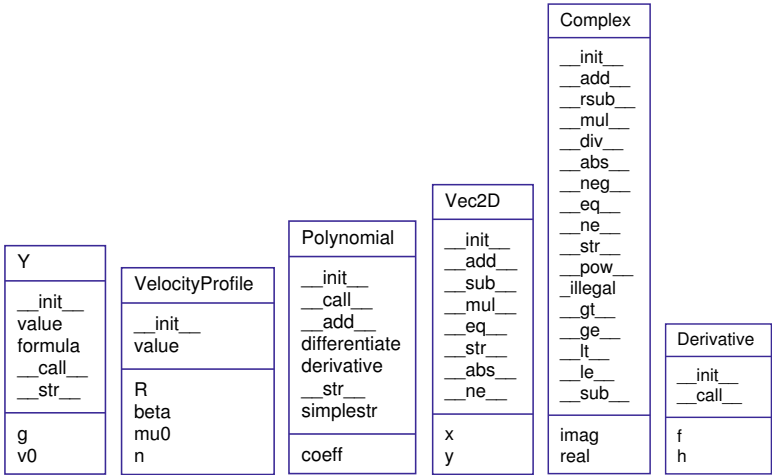 Y
__init__
value
formula
__call__
__str__
g
v0
VelocityProfile
__init__
value
R
beta
mu0
n
Polynomial
__init__
__call__
__add__
differentiate
derivative
__str__
simplestr
coeff
Vec2D
__init__
__add__
__sub__
__mul__
__eq__
__str__
__abs__
__ne__
x
y
Complex
__init__
__add__
__rsub__
__mul__
__div__
__abs__
__neg__
__eq__
__ne__
__str__
__pow__
_illegal
__gt__
__ge__
__lt__
__le__
__sub__
imag
real
Derivative
__init__
__call__
f
h